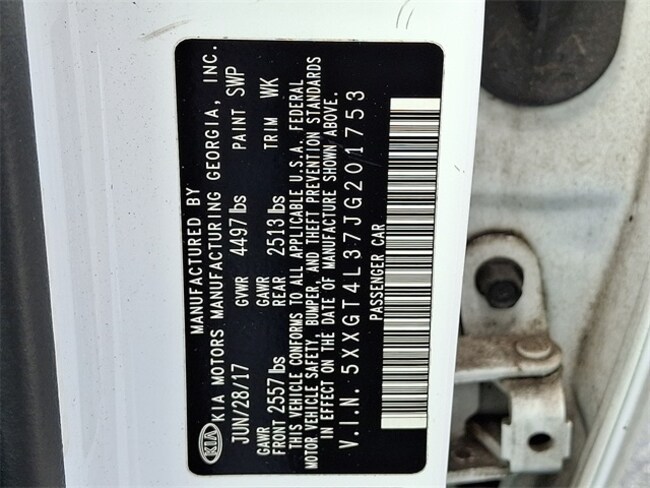 MANUFACTURED BY
KIA KIA MOTORS MANUFACTURING GEORGIA, INC.
JUN/28/17 GVWR 4497 lbs PAINT SWP
GAWR FRONT 2557 lbs GAWR REAR 2513 lbs TRIM WK
THIS VEHICLE CONFORMS TO ALL APPLICABLE U.S.A. FEDERAL
MOTOR VEHICLE SAFETY, BUMPER, AND THEFT PREVENTION STANDARDS
IN EFFECT ON THE DATE OF MANUFACTURE SHOWN ABOVE.
V.I.N. 5XXGT4L37JG201753
PASSENGER CAR